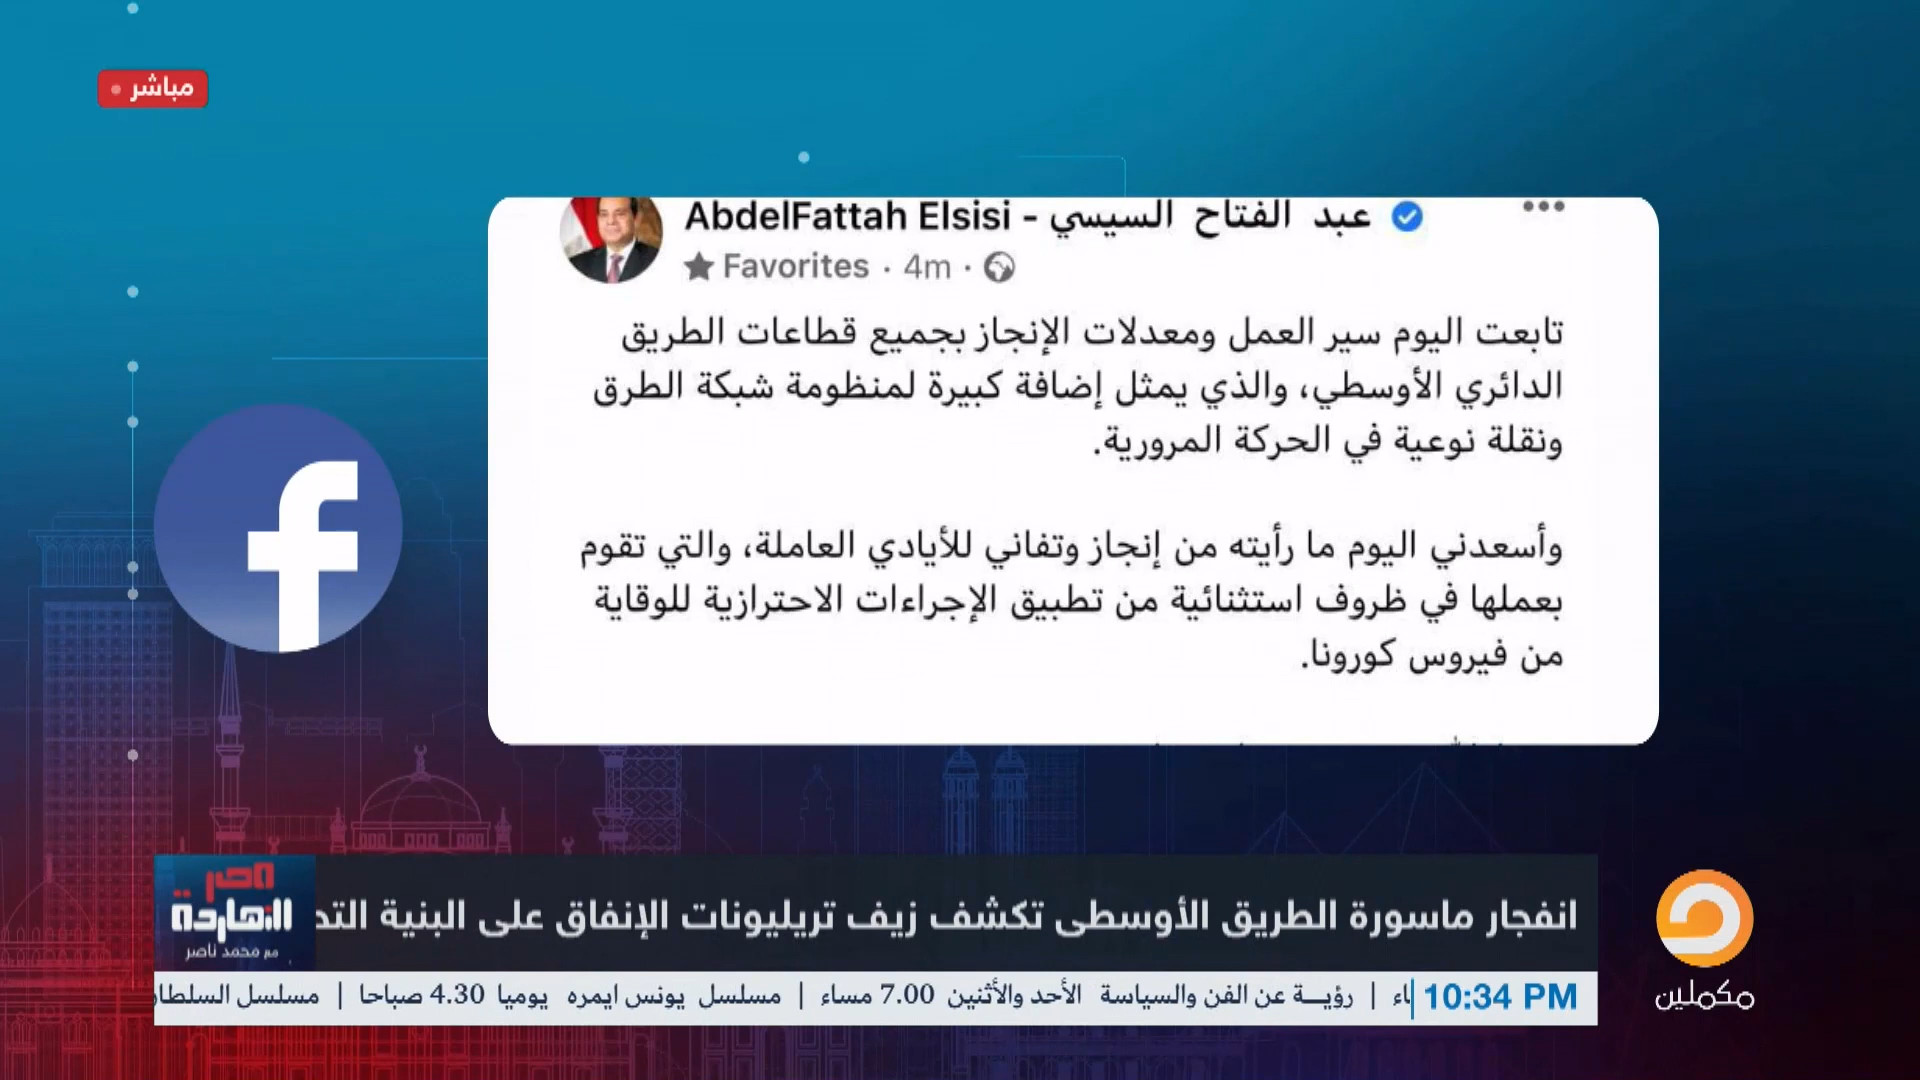 مباشر
AbdelFattah Elsisi - عبد الفتاح السيسي
Favorites · 4m ·
تابعت اليوم سير العمل ومعدلات الإنجاز بجميع قطاعات الطريق
الدائري الأوسطي، والذي يمثل إضافة كبيرة لمنظومة شبكة الطرق
ونقلة نوعية في الحركة المرورية.
وأسعدني اليوم ما رأيته من إنجاز وتفاني للأيادي العاملة، والتي تقوم
بعملها في ظروف استثنائية من تطبيق الإجراءات الاحترازية للوقاية
من فيروس كورونا.
مصر
النهاردة
مع محمد ناصر
انفجار ماسورة الطريق الأوسطى تكشف زيف تريليونات الإنفاق على البنية
10:34 PM
رؤيــة عن الفن والسياسة الأحد والأثنين 7.00 مساء | مسلسل يونس ايمره يوميا 4.30 صباحا | مسلسل
مكملين